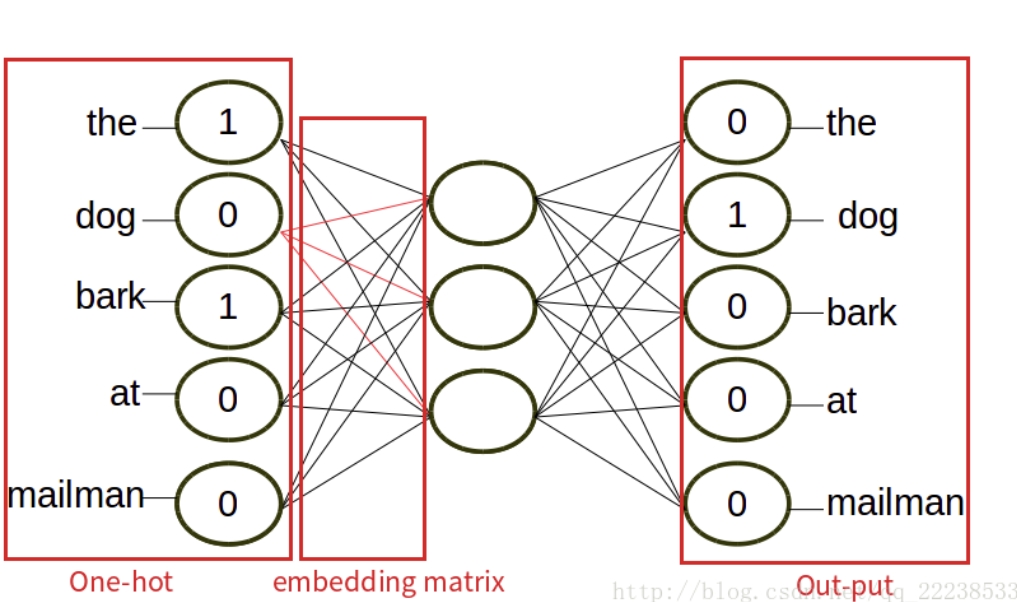 the 1 0 the
dog 0 1 dog
bark 1 0 bark
at 0 0 at
mailman 0 0 mailman
One-hot embedding matrix Out-put
http://blog.csdn.net/qq_22238533